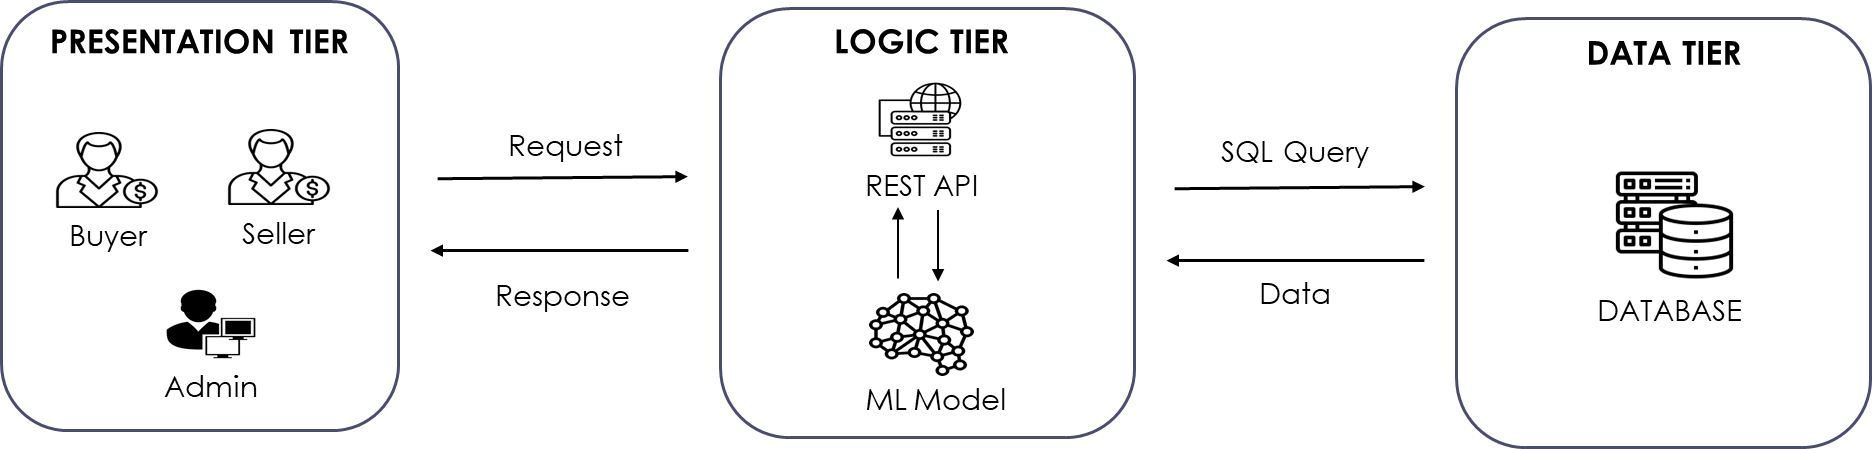 PRESENTATION TIER
Buyer
Seller
Admin
Request
Response
LOGIC TIER
REST API
ML Model
SQL Query
Data
DATA TIER
DATABASE